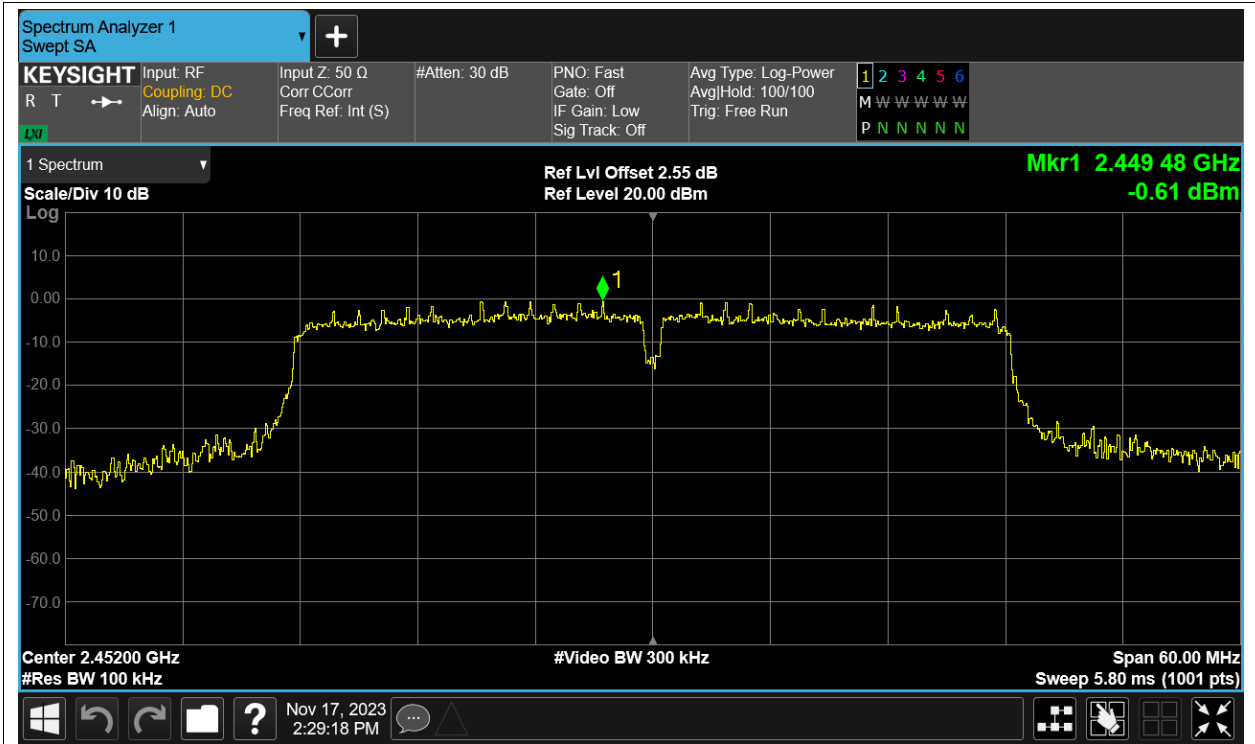 Spectrum Analyzer 1
Swept SA
+
KEYSIGHT
R T
LXI
Input: RF
Coupling: DC
Align: Auto
Input Z: 50 Ω
Corr CCorr
Freq Ref: Int (S)
#Atten: 30 dB
PNO: Fast
Gate: Off
IF Gain: Low
Sig Track: Off
Avg Type: Log-Power
Avg|Hold: 100/100
Trig: Free Run
1 2 3 4 5 6
M W W W W W
P N N N N N
1 Spectrum
Scale/Div 10 dB
Log
Ref Lvl Offset 2.55 dB
Ref Level 20.00 dBm
Mkr1 2.449 48 GHz
-0.61 dBm
10.0
0.00
-10.0
-20.0
-30.0
-40.0
-50.0
-60.0
-70.0
1
Center 2.45200 GHz
#Res BW 100 kHz
#Video BW 300 kHz
Span 60.00 MHz
Sweep 5.80 ms (1001 pts)
?
Nov 17, 2023
2:29:18 PM